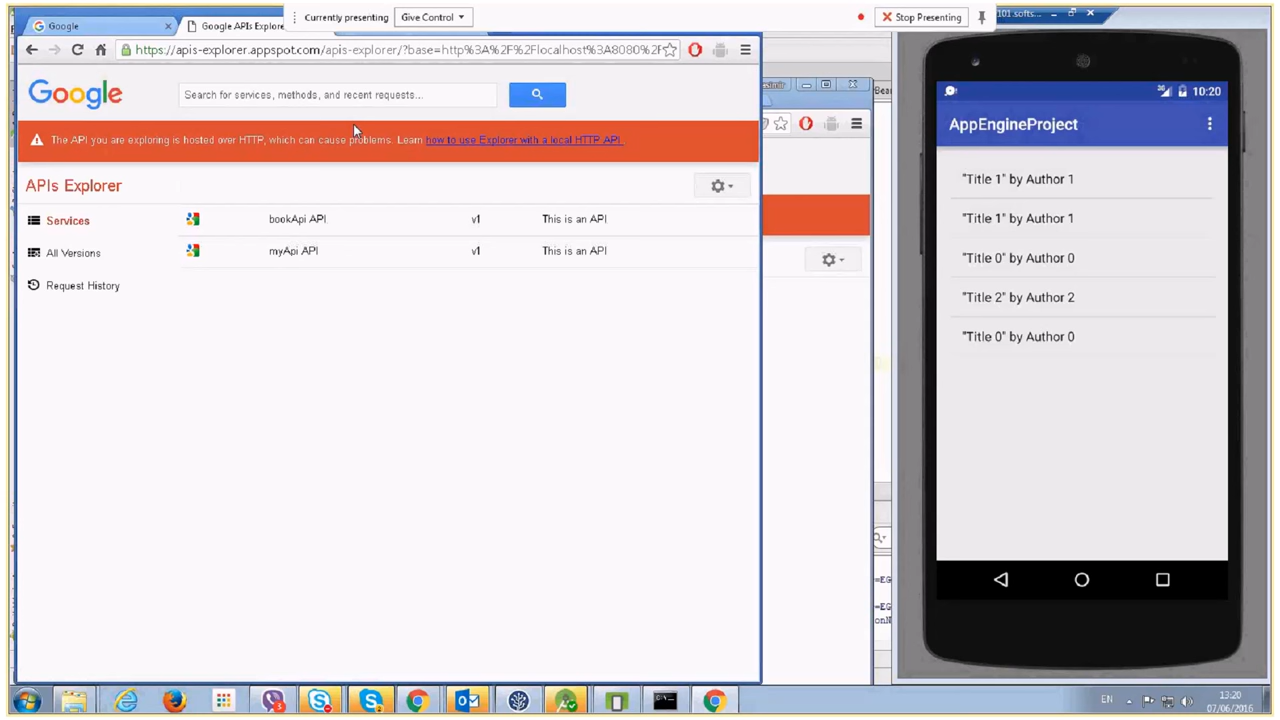 Google
Google APIs Explorer
Currently presenting
Give Control
Stop Presenting
101.softs...
https://apis-explorer.appspot.com/apis-explorer/?base=http%3A%2F%2Flocalhost%3A8080%2F
Google
Search for services, methods, and recent requests...
The API you are exploring is hosted over HTTP, which can cause problems. Learn how to use Explorer with a local HTTP API.
APIs Explorer
Services
bookApi API v1 This is an API
All Versions
myApi API v1 This is an API
Request History
10:20
AppEngineProject
"Title 1" by Author 1
"Title 1" by Author 1
"Title 0" by Author 0
"Title 2" by Author 2
"Title 0" by Author 0
EN
13:20
07/06/2016